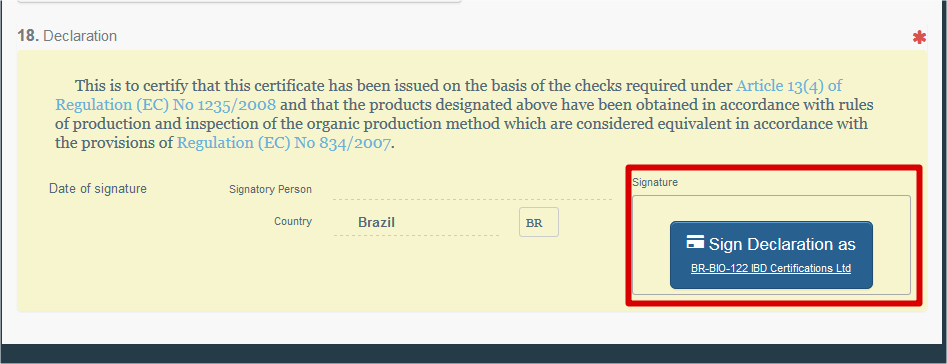 18. Declaration *
This is to certify that this certificate has been issued on the basis of the checks required under Article 13(4) of
Regulation (EC) No 1235/2008 and that the products designated above have been obtained in accordance with rules
of production and inspection of the organic production method which are considered equivalent in accordance with
the provisions of Regulation (EC) No 834/2007.
Signature
Date of signature Signatory Person
Country Brazil BR
Sign Declaration as
BR-BIO-122 IBD Certifications Ltd